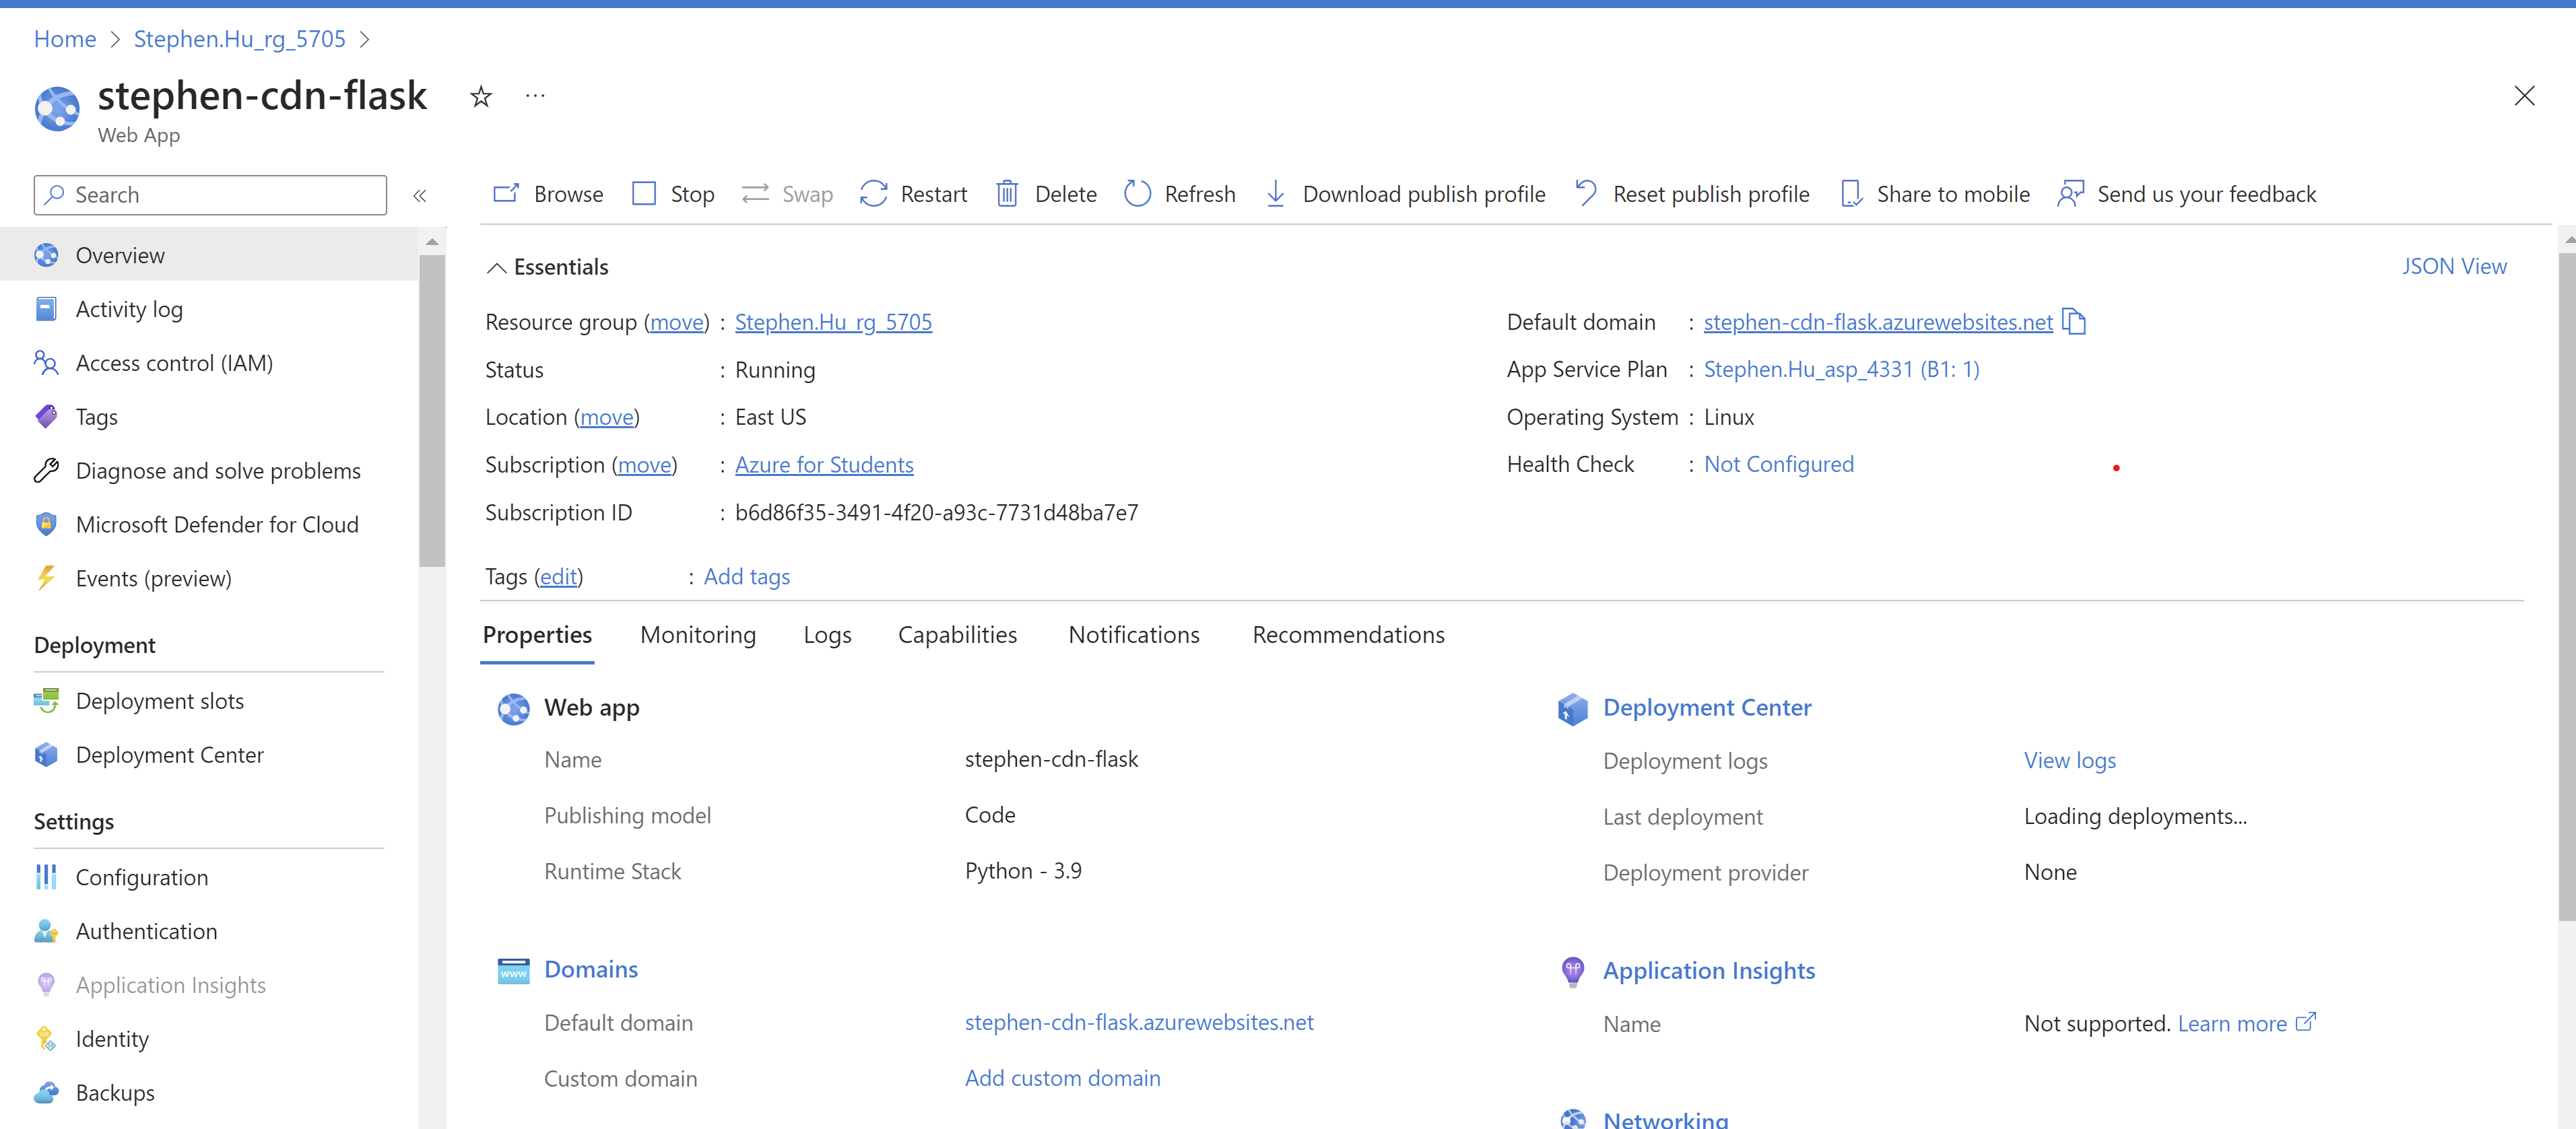 Home > Stephen.Hu_rg_5705 >
stephen-cdn-flask ...
Web App
Search «
Browse Stop Swap Restart Delete Refresh Download publish profile Reset publish profile Share to mobile Send us your feedback
Overview
Activity log
Access control (IAM)
Tags
Diagnose and solve problems
Microsoft Defender for Cloud
Events (preview)
Deployment
Deployment slots
Deployment Center
Settings
Configuration
Authentication
Application Insights
Identity
Backups
Essentials JSON View
Resource group (move) : Stephen.Hu_rg_5705
Status : Running
Location (move) : East US
Subscription (move) : Azure for Students
Subscription ID : b6d86f35-3491-4f20-a93c-7731d48ba7e7
Default domain : stephen-cdn-flask.azurewebsites.net
App Service Plan : Stephen.Hu_asp_4331 (B1: 1)
Operating System : Linux
Health Check : Not Configured
Tags (edit) : Add tags
Properties Monitoring Logs Capabilities Notifications Recommendations
Web app
Name stephen-cdn-flask
Publishing model Code
Runtime Stack Python - 3.9
www Domains
Default domain stephen-cdn-flask.azurewebsites.net
Custom domain Add custom domain
Deployment Center
Deployment logs View logs
Last deployment Loading deployments...
Deployment provider None
Application Insights
Name Not supported. Learn more
Networking